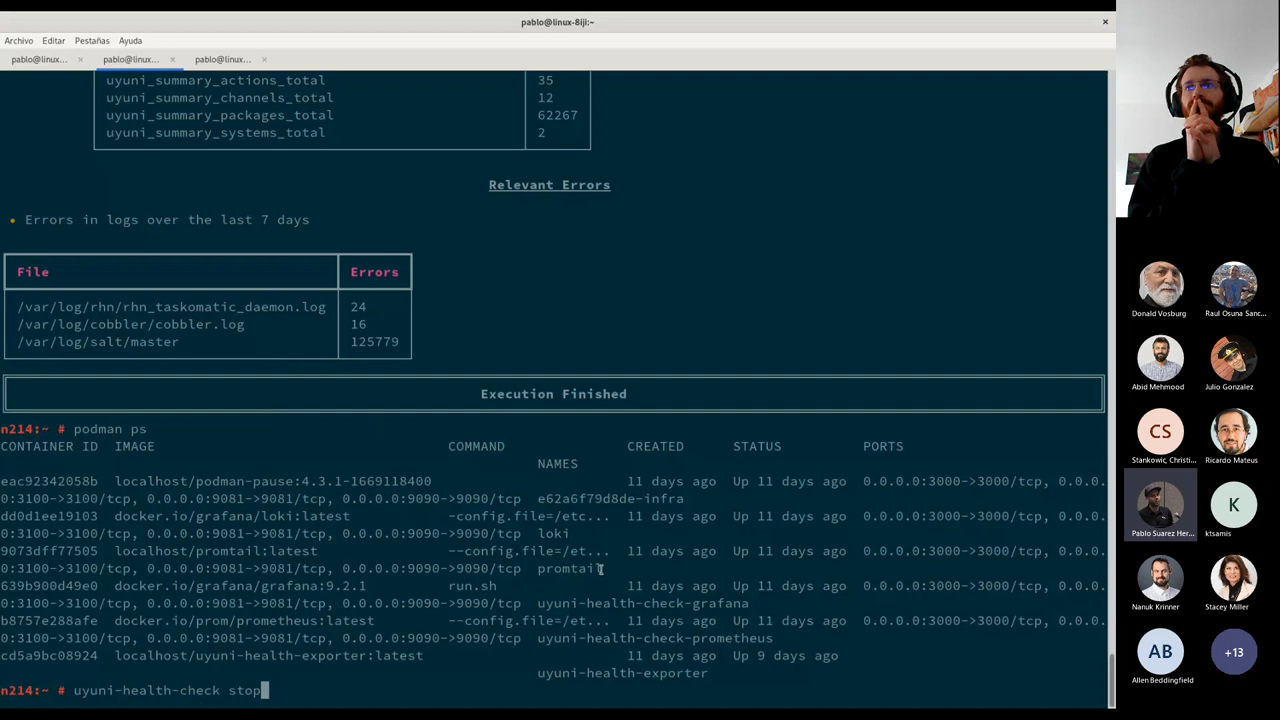 pablo@linux-8iji:~
Archivo Editar Pestañas Ayuda
pablo@linux... pablo@linux... pablo@linux...
uyuni_summary_actions_total 35
uyuni_summary_channels_total 12
uyuni_summary_packages_total 62267
uyuni_summary_systems_total 2
Relevant Errors
• Errors in logs over the last 7 days
File Errors
/var/log/rhn/rhn_taskomatic_daemon.log 24
/var/log/cobbler/cobbler.log 16
/var/log/salt/master 125779
Execution Finished
n214:~ # podman ps
CONTAINER ID IMAGE COMMAND CREATED STATUS PORTS
NAMES
eac92342058b localhost/podman-pause:4.3.1-1669118400 11 days ago Up 11 days ago 0.0.0.0:3000->3000/tcp, 0.0.0.
0:3100->3100/tcp, 0.0.0.0:9081->9081/tcp, 0.0.0.0:9090->9090/tcp e62a6f79d8de-infra
dd0d1ee19103 docker.io/grafana/loki:latest -config.file=/etc... 11 days ago Up 11 days ago 0.0.0.0:3000->3000/tcp, 0.0.0.
0:3100->3100/tcp, 0.0.0.0:9081->9081/tcp, 0.0.0.0:9090->9090/tcp loki
9073dff77505 localhost/promtail:latest --config.file=/et... 11 days ago Up 11 days ago 0.0.0.0:3000->3000/tcp, 0.0.0.
0:3100->3100/tcp, 0.0.0.0:9081->9081/tcp, 0.0.0.0:9090->9090/tcp promtail
639b900d49e0 docker.io/grafana/grafana:9.2.1 run.sh 11 days ago Up 11 days ago 0.0.0.0:3000->3000/tcp, 0.0.0.
0:3100->3100/tcp, 0.0.0.0:9081->9081/tcp, 0.0.0.0:9090->9090/tcp uyuni-health-check-grafana
b8757e288afe docker.io/prom/prometheus:latest --config.file=/et... 11 days ago Up 11 days ago 0.0.0.0:3000->3000/tcp, 0.0.0.
0:3100->3100/tcp, 0.0.0.0:9081->9081/tcp, 0.0.0.0:9090->9090/tcp uyuni-health-check-prometheus
cd5a9bc08924 localhost/uyuni-health-exporter:latest 11 days ago Up 9 days ago
uyuni-health-exporter
n214:~ # uyuni-health-check stop
Donald Vosburg Raul Osuna Sanc...
Abid Mehmood Julio Gonzalez
CS
Stankovic, Christi... Ricardo Mateus
K
Pablo Suarez Her... ktsamis
Nanuk Krinner Stacey Miller
AB +13
Allen Beddingfield